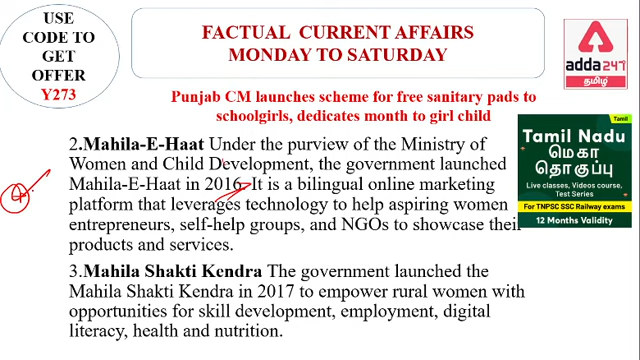 USE
CODE TO
GET
OFFER
Y273
FACTUAL CURRENT AFFAIRS
MONDAY TO SATURDAY
adda247
தமிழ்
Punjab CM launches scheme for free sanitary pads to
schoolgirls, dedicates month to girl child
2.Mahila-E-Haat Under the purview of the Ministry of
Women and Child Development, the government launched
Mahila-E-Haat in 2016. It is a bilingual online marketing
platform that leverages technology to help aspiring women
entrepreneurs, self-help groups, and NGOs to showcase their
products and services.
3.Mahila Shakti Kendra The government launched the
Mahila Shakti Kendra in 2017 to empower rural women with
opportunities for skill development, employment, digital
literacy, health and nutrition.
Tamil
Tamil Nadu
மெகா
தொகுப்பு
Live classes, Videos course,
Test Series
For TNPSC SSC Railway exams
12 Months Validity